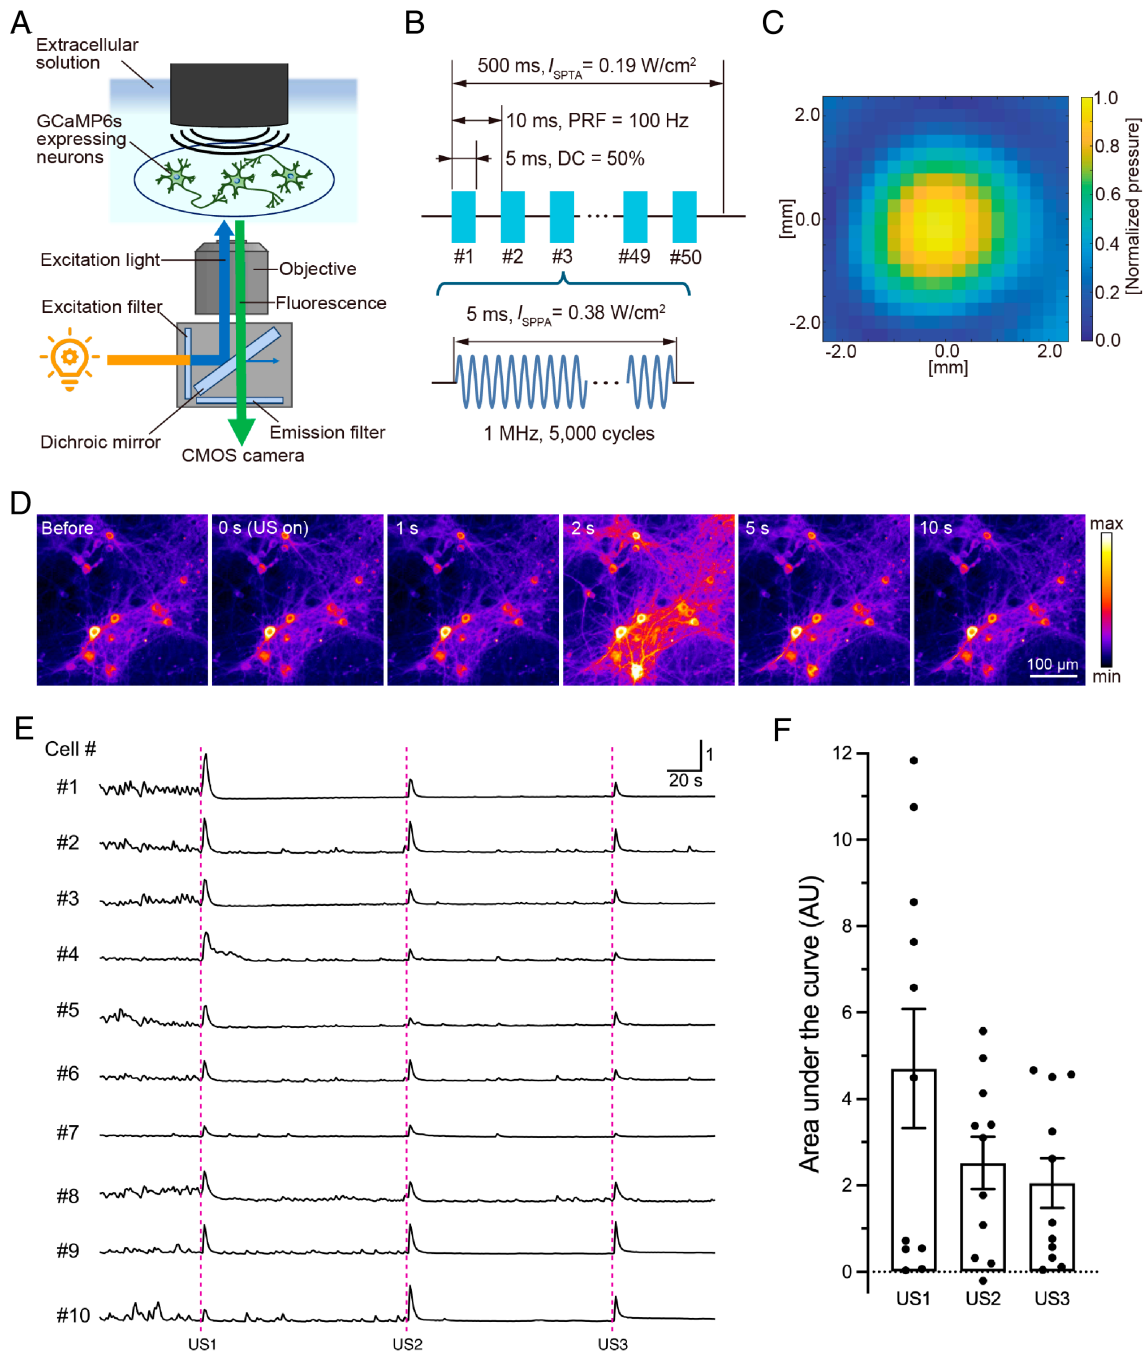 A
Extracellular
solution
GCaMP6s
expressing
neurons
Excitation light
Objective
Fluorescence
Excitation filter
Dichroic mirror
Emission filter
CMOS camera
B
500 ms, ISPTA= 0.19 W/cm²
10 ms, PRF = 100 Hz
5 ms, DC = 50%
#1 #2 #3 #49 #50
5 ms, ISPPA= 0.38 W/cm²
1 MHz, 5,000 cycles
C
2.0
0.0
-2.0
[mm]
-2.0 0.0 2.0
[mm]
1.0
0.8
0.6
0.4
0.2
0.0
[Normalized pressure]
D
Before
0 s (US on)
1 s
2 s
5 s
10 s
100 µm
max
min
E
Cell #
1
20 s
#1
#2
#3
#4
#5
#6
#7
#8
#9
#10
US1 US2 US3
F
12
10
8
6
4
2
0
Area under the curve (AU)
US1 US2 US3